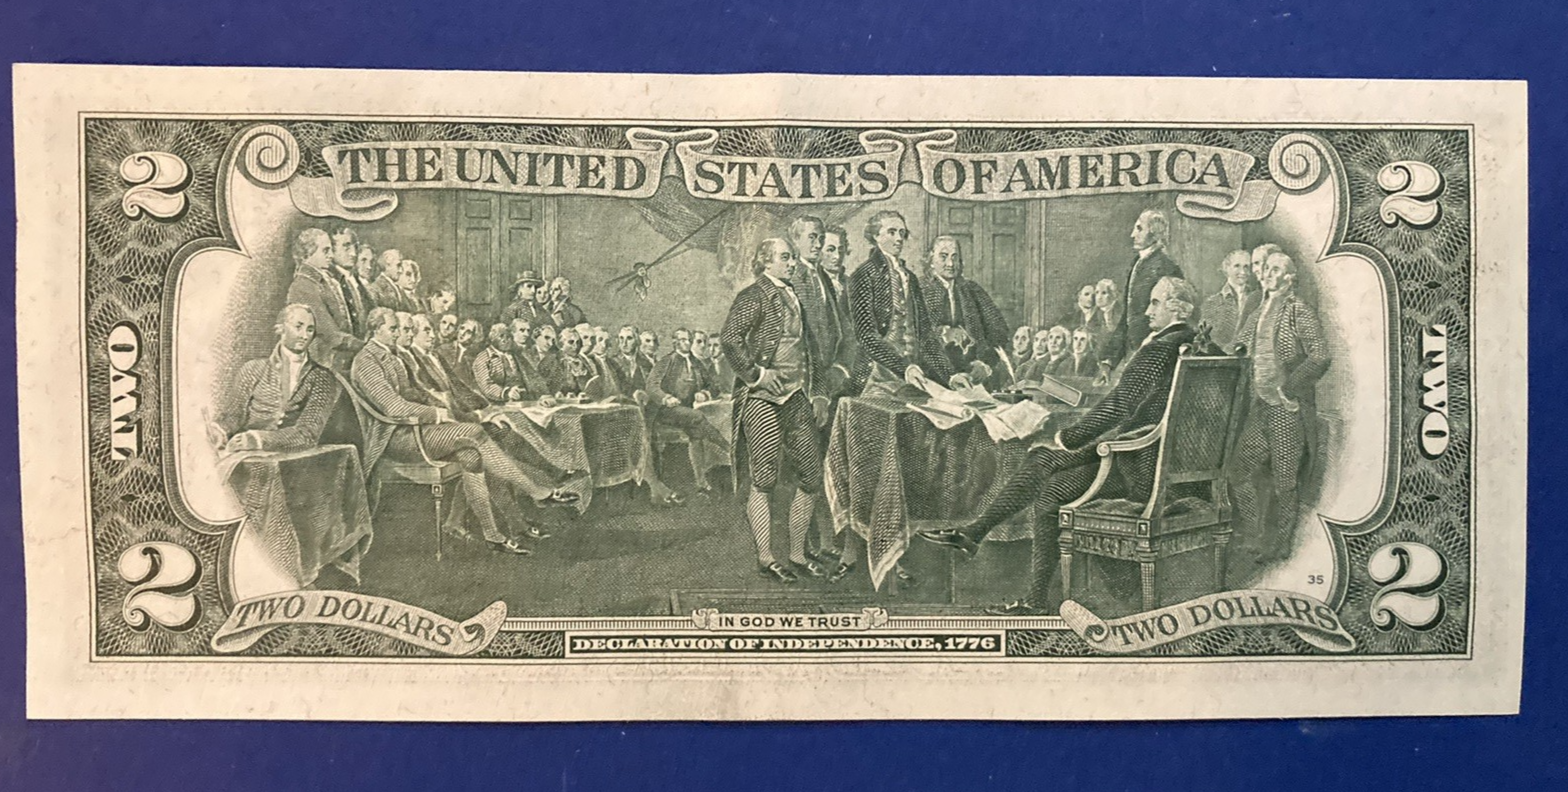 THE UNITED STATES OF AMERICA
2
2
TWO
TWO
35
2
2
TWO DOLLARS
IN GOD WE TRUST
TWO DOLLARS
DECLARATION OF INDEPENDENCE, 1776